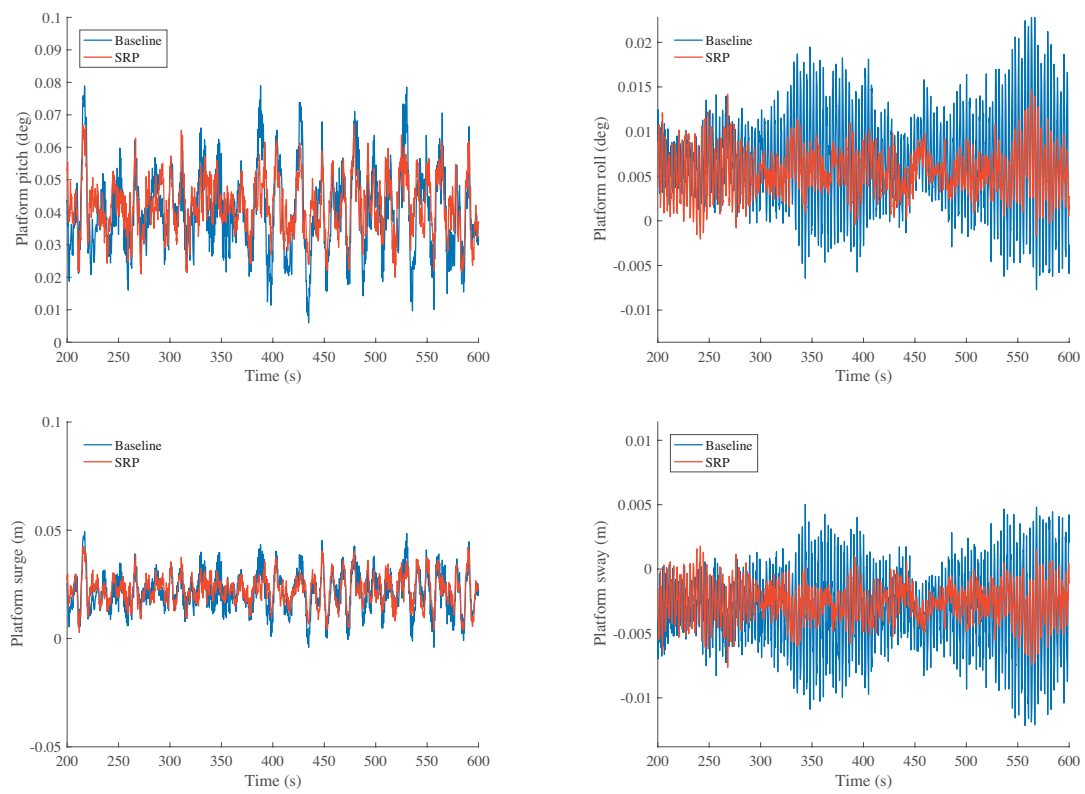 0.1
0.09
0.08
0.07
0.06
0.05
0.04
0.03
0.02
0.01
0
Platform pitch (deg)
Baseline
SRP
200 250 300 350 400 450 500 550 600
Time (s)
0.02
0.015
0.01
0.005
0
-0.005
-0.01
Platform roll (deg)
Baseline
SRP
200 250 300 350 400 450 500 550 600
Time (s)
0.1
0.05
0
-0.05
Platform surge (m)
Baseline
SRP
200 250 300 350 400 450 500 550 600
Time (s)
0.01
0.005
0
-0.005
-0.01
Platform sway (m)
Baseline
SRP
200 250 300 350 400 450 500 550 600
Time (s)